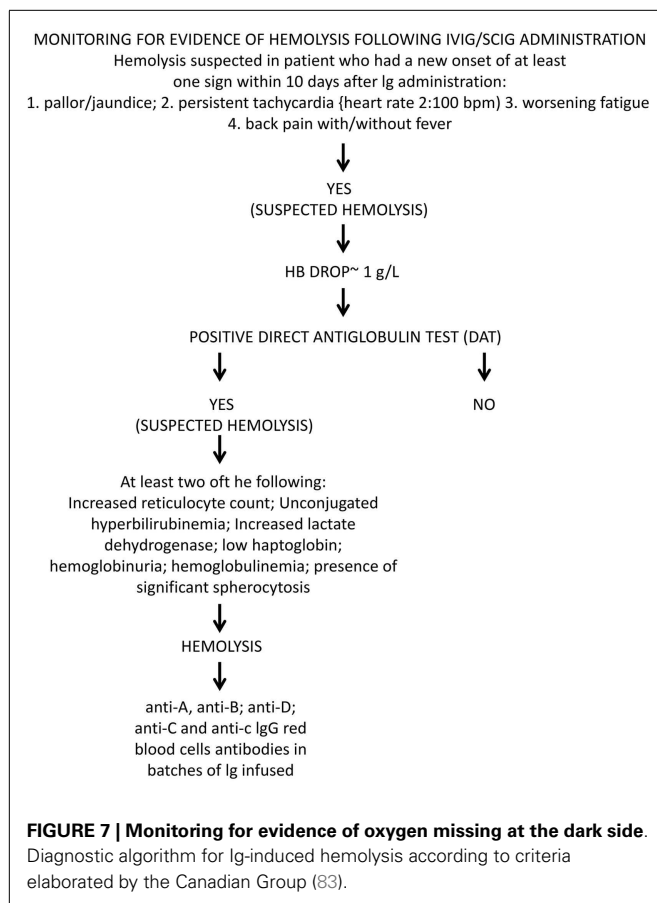 MONITORING FOR EVIDENCE OF HEMOLYSIS FOLLOWING IVIG/SCIG ADMINISTRATION
Hemolysis suspected in patient who had a new onset of at least
one sign within 10 days after Ig administration:
1. pallor/jaundice; 2. persistent tachycardia {heart rate 2:100 bpm) 3. worsening fatigue
4. back pain with/without fever
YES
(SUSPECTED HEMOLYSIS)
HB DROP~ 1 g/L
POSITIVE DIRECT ANTIGLOBULIN TEST (DAT)
YES
(SUSPECTED HEMOLYSIS)
NO
At least two oft he following:
Increased reticulocyte count; Unconjugated
hyperbilirubinemia; Increased lactate
dehydrogenase; low haptoglobin;
hemoglobinuria; hemoglobulinemia; presence of
significant spherocytosis
HEMOLYSIS
anti-A, anti-B; anti-D;
anti-C and anti-c lgG red
blood cells antibodies in
batches of lg infused
FIGURE 7 | Monitoring for evidence of oxygen missing at the dark side.
Diagnostic algorithm for Ig-induced hemolysis according to criteria
elaborated by the Canadian Group (83).